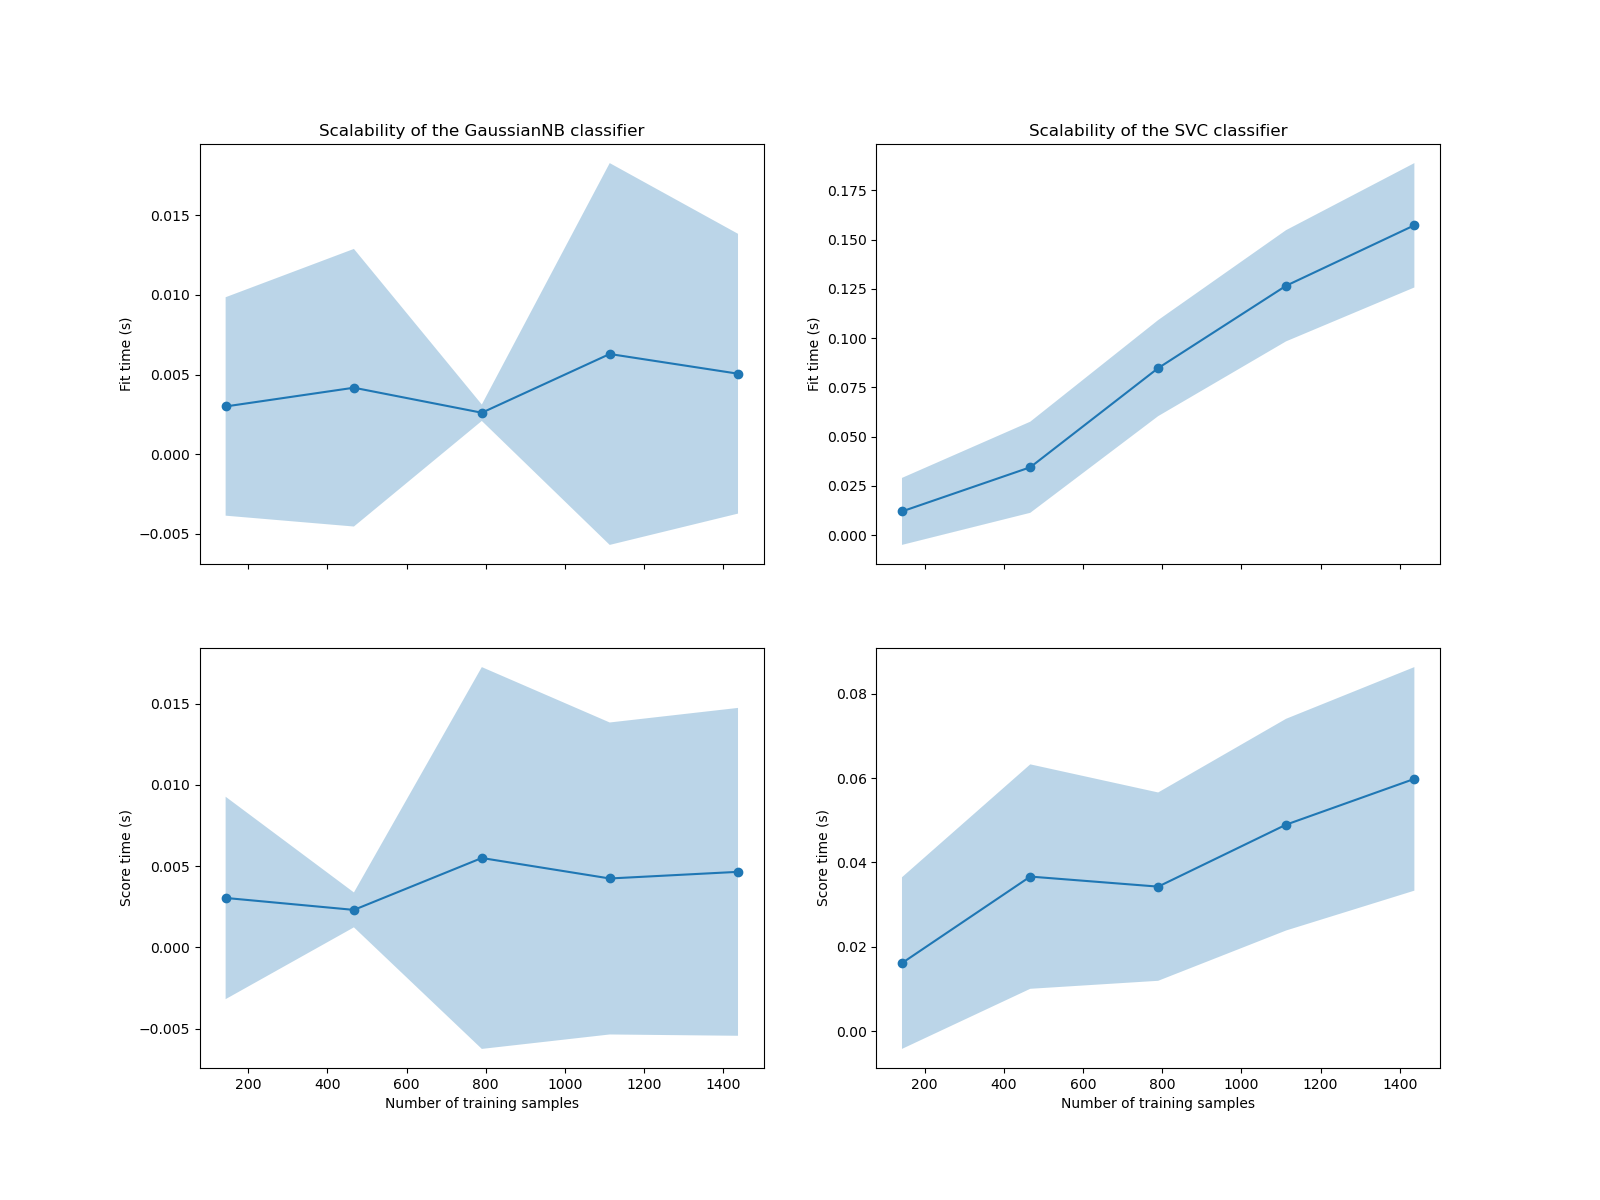 Scalability of the GaussianNB classifier
Fit time (s)
0.015
0.010
0.005
0.000
−0.005
Scalability of the SVC classifier
Fit time (s)
0.175
0.150
0.125
0.100
0.075
0.050
0.025
0.000
Score time (s)
0.015
0.010
0.005
0.000
−0.005
200 400 600 800 1000 1200 1400
Number of training samples
Score time (s)
0.08
0.06
0.04
0.02
0.00
200 400 600 800 1000 1200 1400
Number of training samples